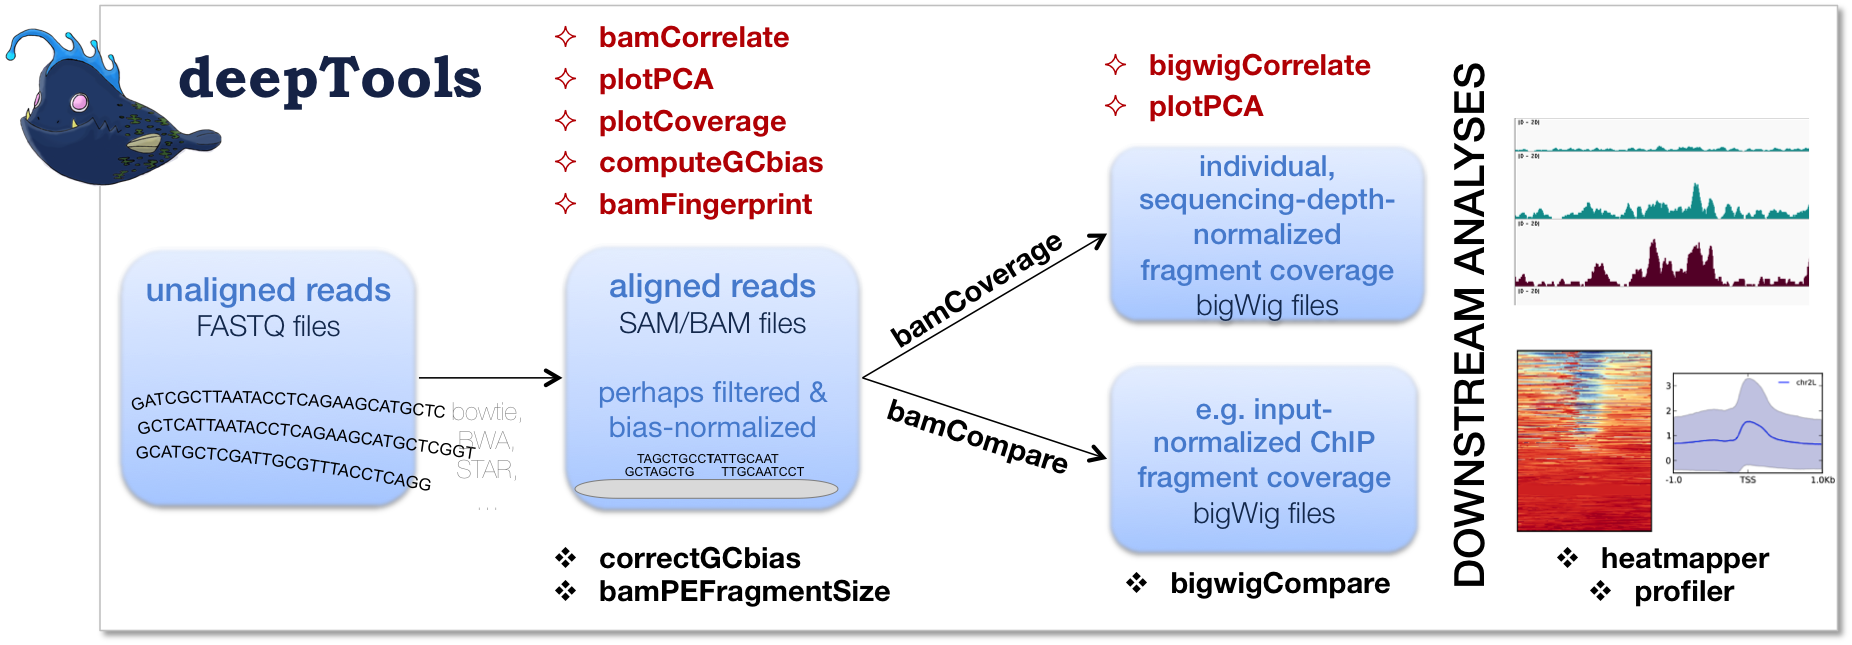 deepTools
bamCorrelate
plotPCA
plotCoverage
computeGCbias
bamFingerprint
unaligned reads
FASTQ files
GATCGCTTAATACCTCAGAAGCATGCTC
GCTCATTAATACCTCAGAAGCATGCTCGGT
GCATGCTCGATTGCGTTTACCTCAGG
bowtie,
BWA,
STAR,
...
aligned reads
SAM/BAM files
perhaps filtered &
bias-normalized
TAGCTGCCTATTGCAAT
GCTAGCTG TTGCAATCCT
correctGCbias
bamPEFragmentSize
bamCoverage
bamCompare
bigwigCorrelate
plotPCA
individual,
sequencing-depth-
normalized
fragment coverage
bigWig files
e.g. input-
normalized ChIP
fragment coverage
bigWig files
bigwigCompare
DOWNSTREAM ANALYSES
[0 - 20]
[0 - 20]
[0 - 20]
[0 - 20]
chr2L
3
2
1
0
-1.0 TSS 1.0Kb
heatmapper
profiler